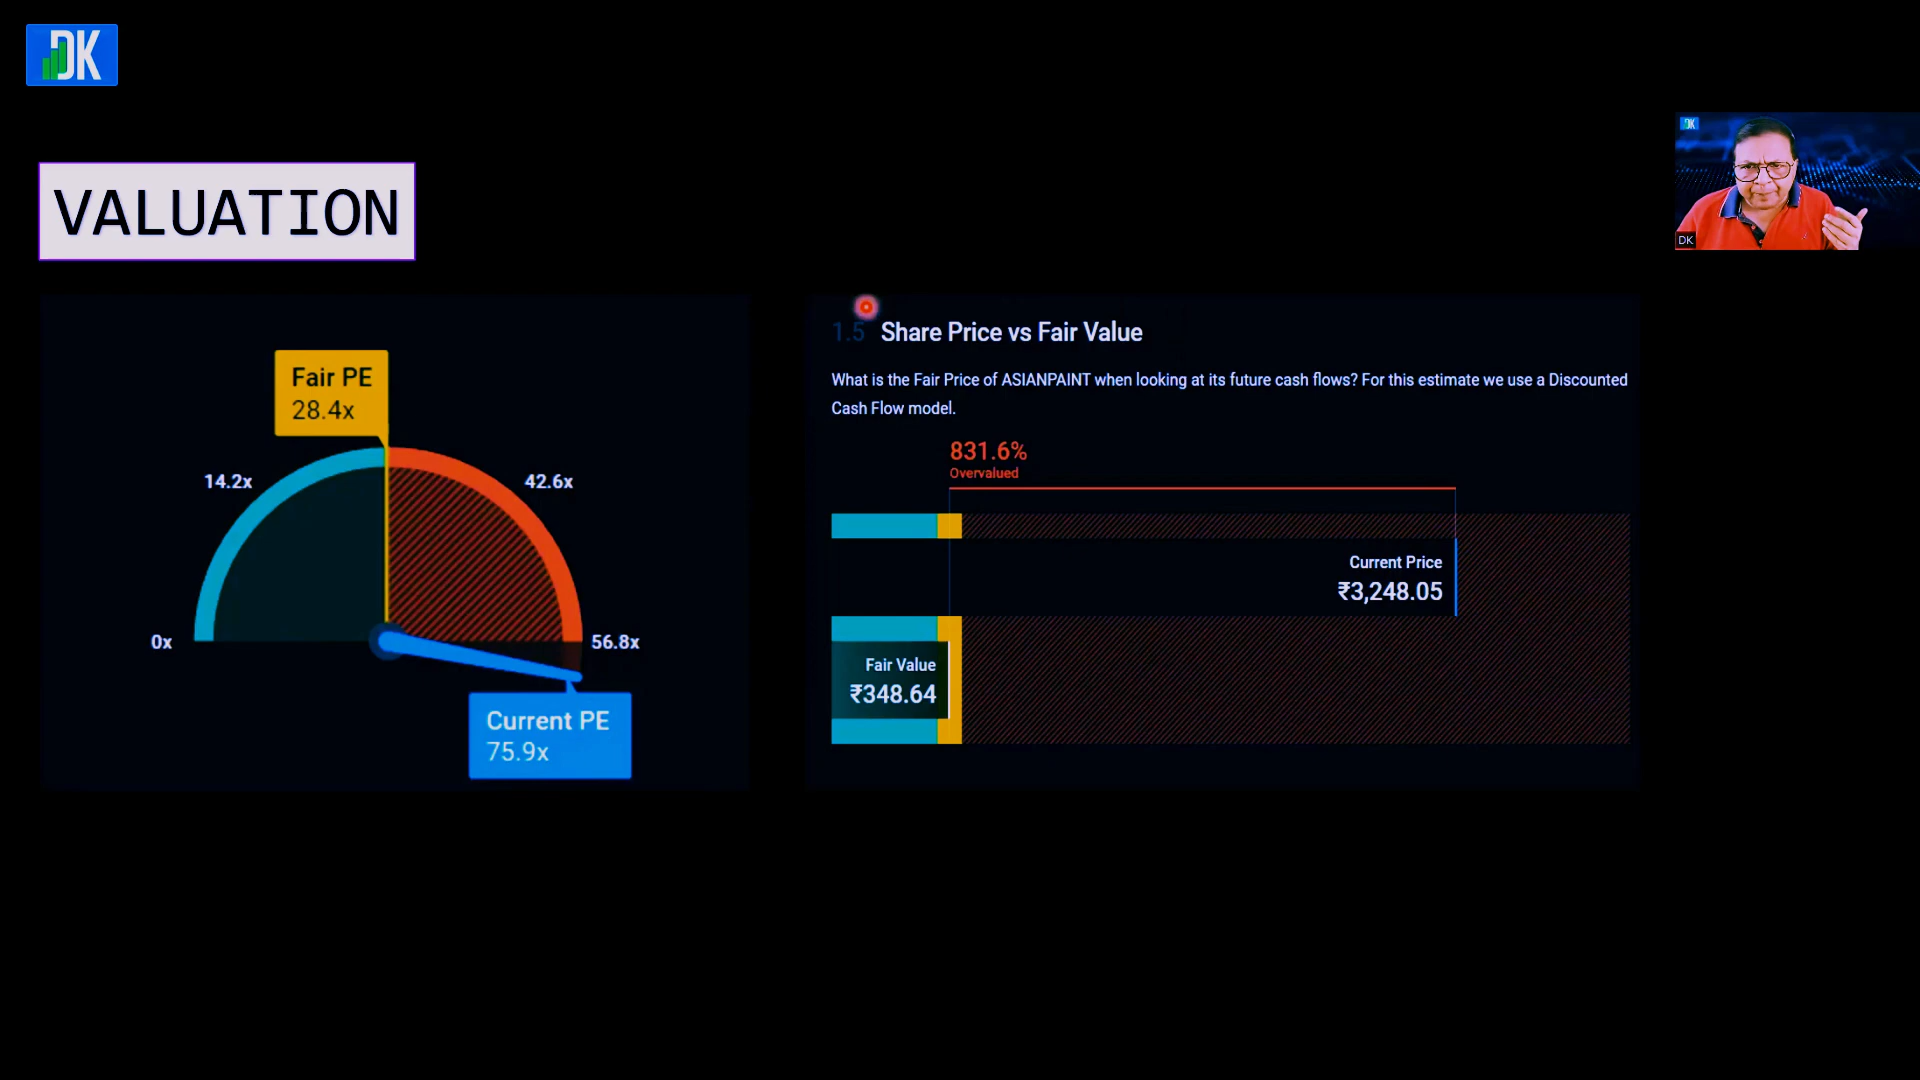 DK
DK
DK
VALUATION
Fair PE
28.4x
14.2x
42.6x
0x
56.8x
Current PE
75.9x
1.5 Share Price vs Fair Value
What is the Fair Price of ASIANPAINT when looking at its future cash flows? For this estimate we use a Discounted
Cash Flow model.
831.6%
Overvalued
Current Price
₹3,248.05
Fair Value
₹348.64